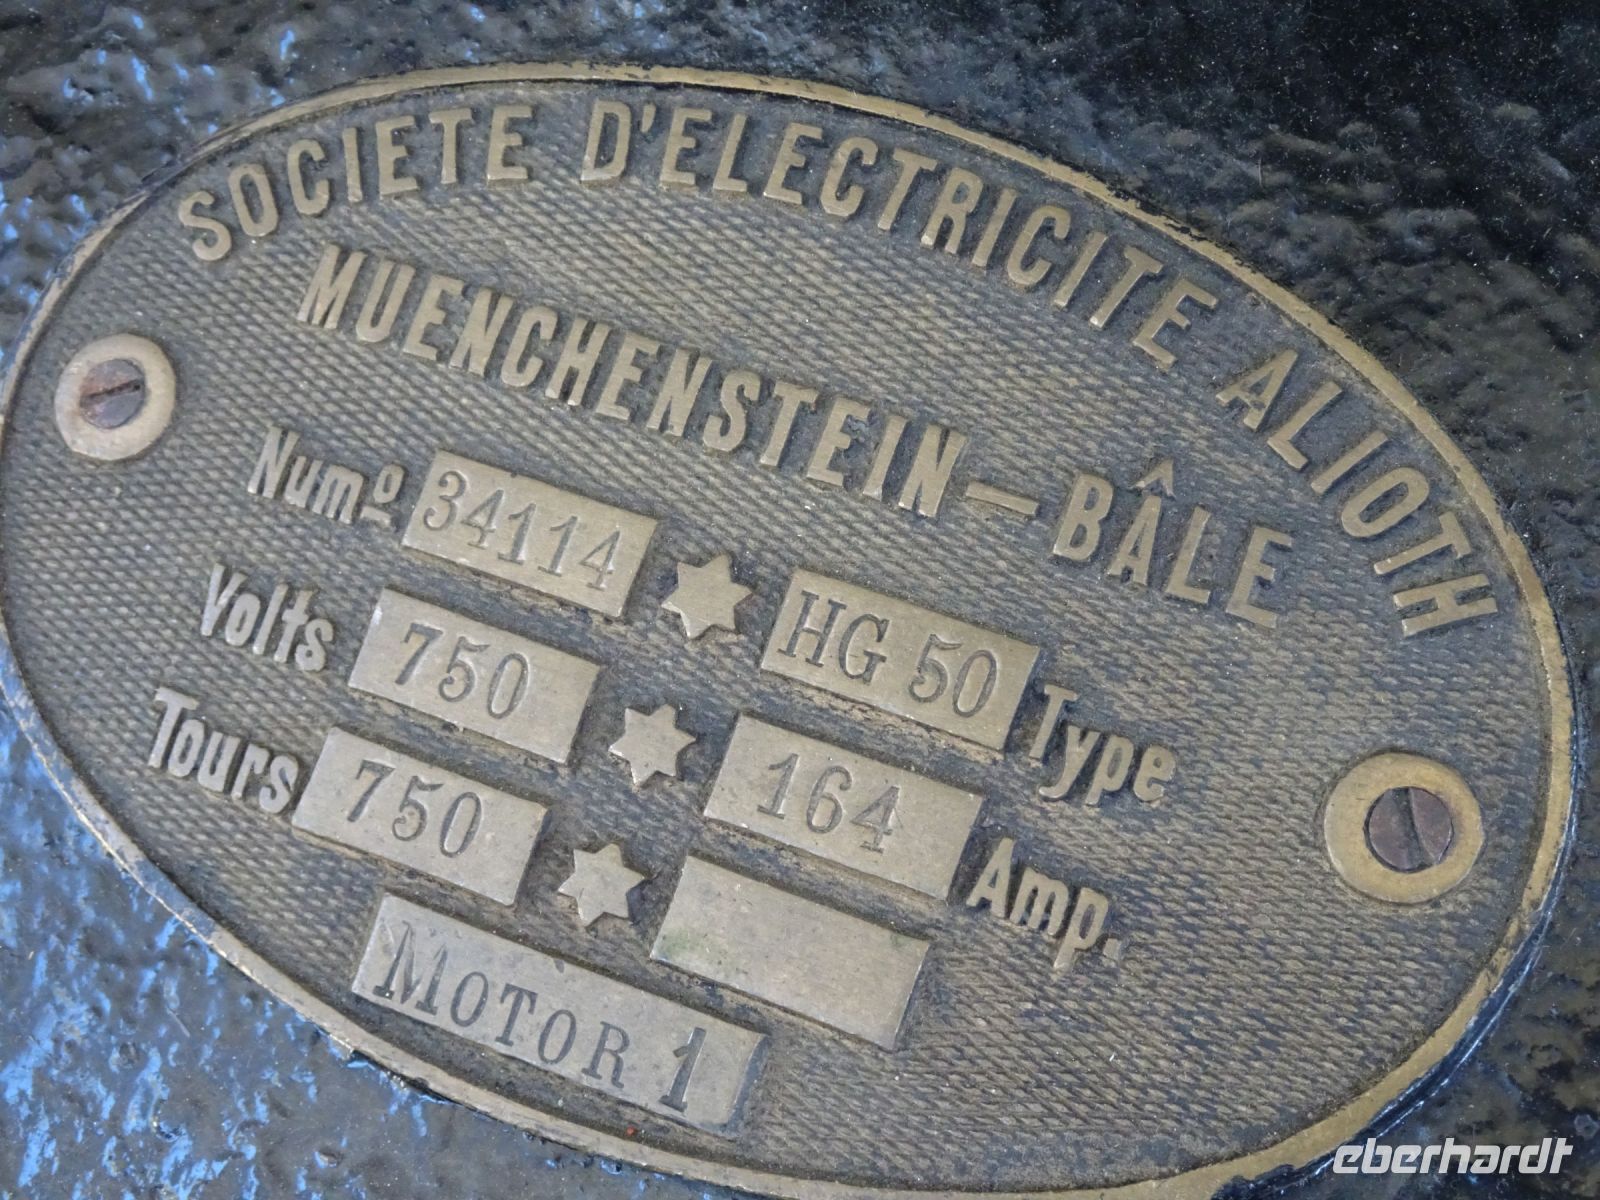 SOCIETE D'ELECTRICITE ALIOTH
MUENCHENSTEIN–BÂLE
Numº 34114 HG 50 Type
Volts 750 164 Amp.
Tours 750
MOTOR 1
eberhardt